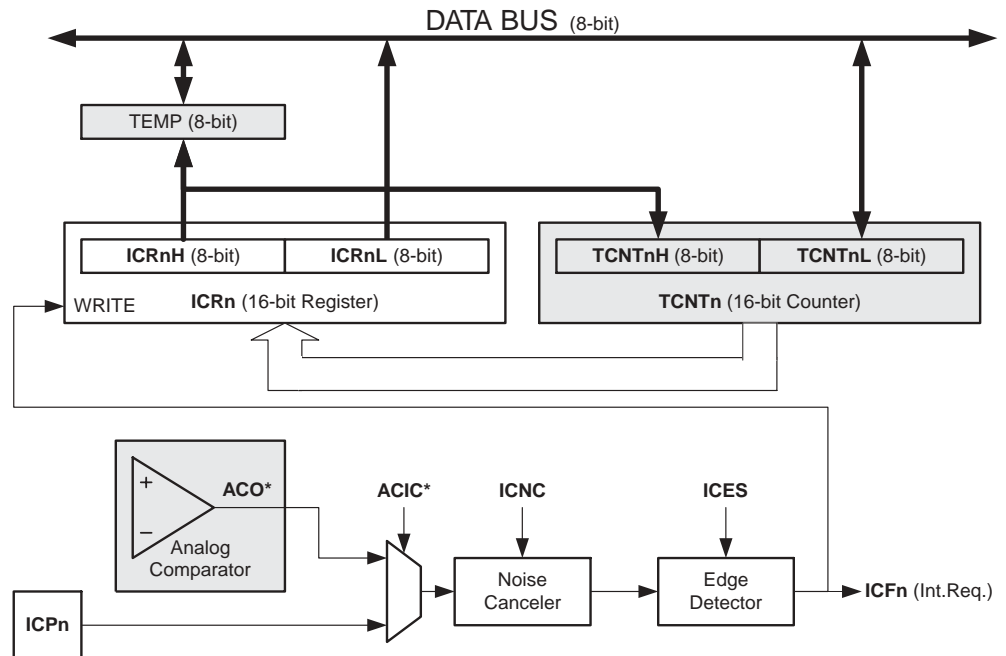 DATA BUS (8-bit)
TEMP (8-bit)
ICRnH (8-bit)
ICRnL (8-bit)
TCNTnH (8-bit)
TCNTnL (8-bit)
WRITE
ICRn (16-bit Register)
TCNTn (16-bit Counter)
+
−
ACO*
Analog
Comparator
ACIC*
ICNC
ICES
Noise
Canceler
Edge
Detector
ICFn (Int.Req.)
ICPn